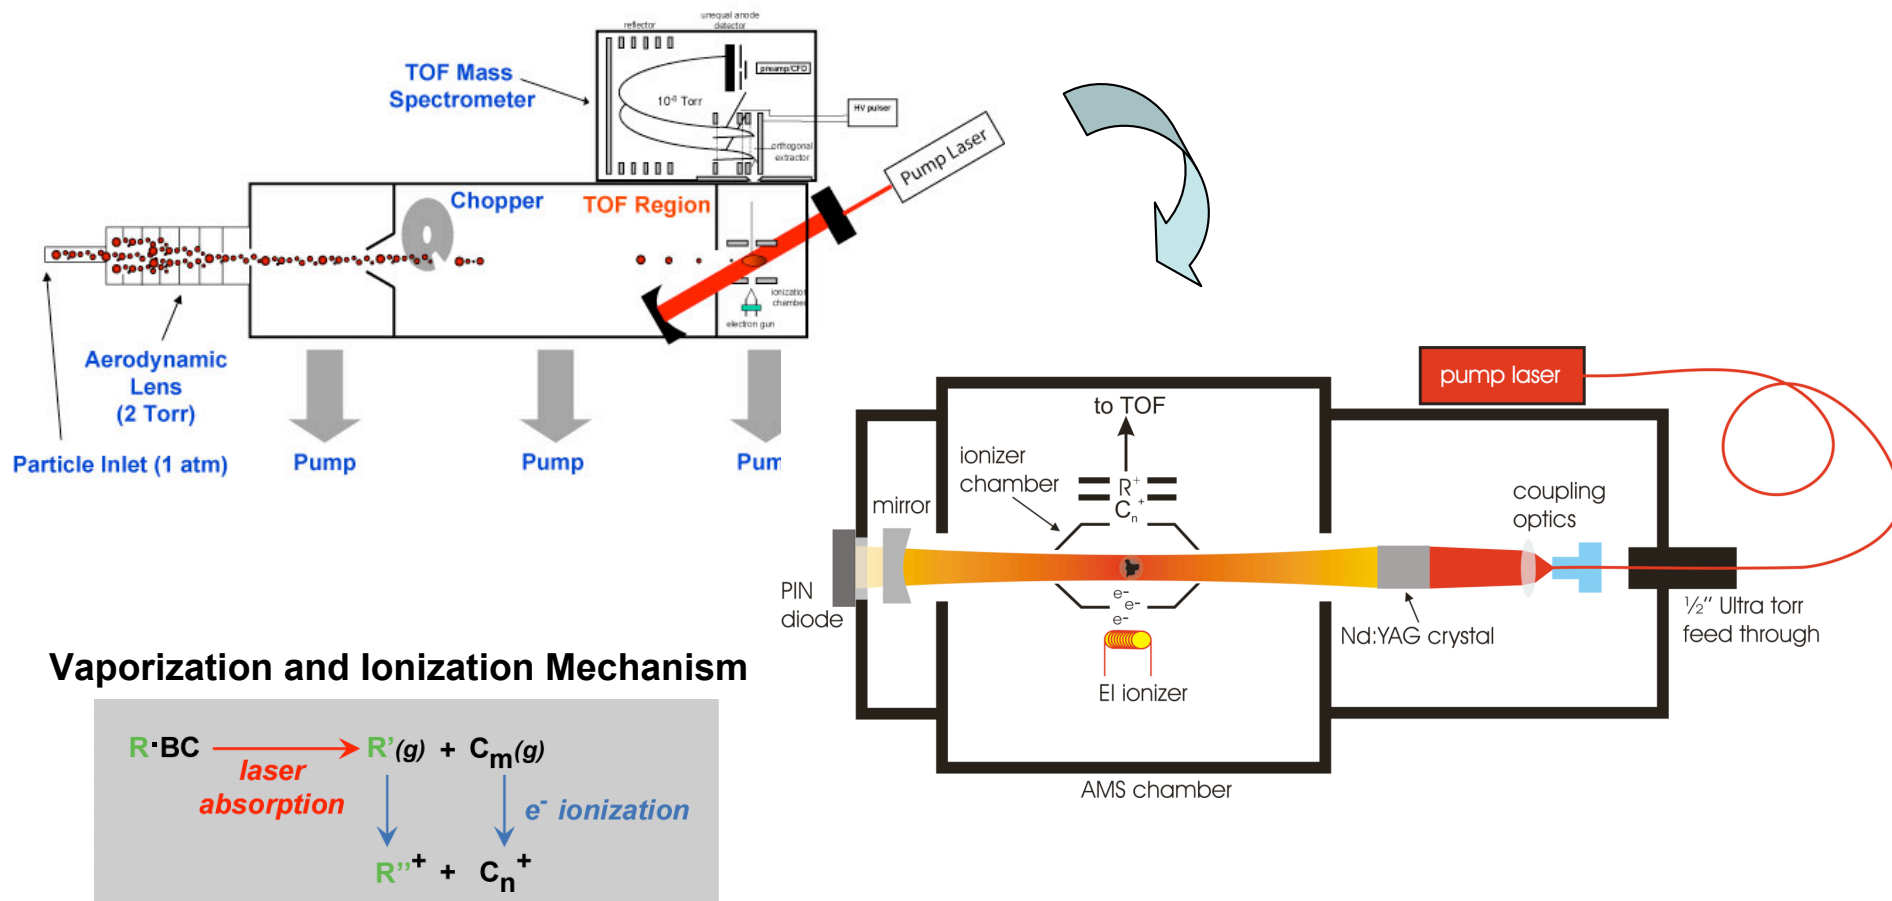 reflector
unequal anode
detector
TOF Mass
Spectrometer
preamp/CFD
10⁻⁸ Torr
HV pulser
orthogonal
extractor
Pump Laser
Chopper
TOF Region
ionization
chamber
electron gun
Aerodynamic
Lens
(2 Torr)
Particle Inlet (1 atm)
Pump
Pump
Pum
pump laser
to TOF
ionizer
chamber
R⁺
Cₙ⁺
mirror
coupling
optics
PIN
diode
e-
e-
e-
EI ionizer
Nd:YAG crystal
½” Ultra torr
feed through
AMS chamber
Vaporization and Ionization Mechanism
R·BC
laser
absorption
R’(g) + Cₘ(g)
e⁻ ionization
R’’⁺ + Cₙ⁺